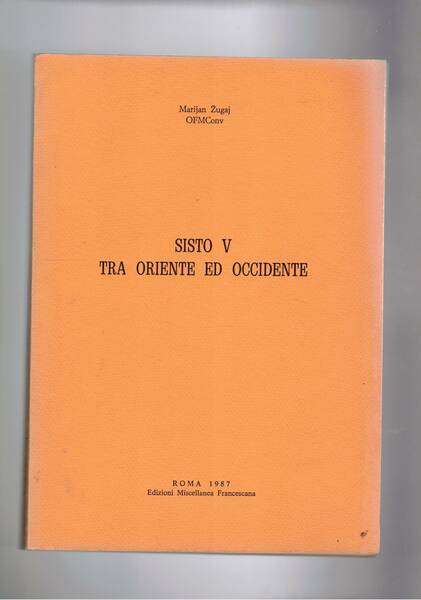 Marijan Žugaj
OFMConv
SISTO V
TRA ORIENTE ED OCCIDENTE
ROMA 1987
Edizioni Miscellanea Francescana